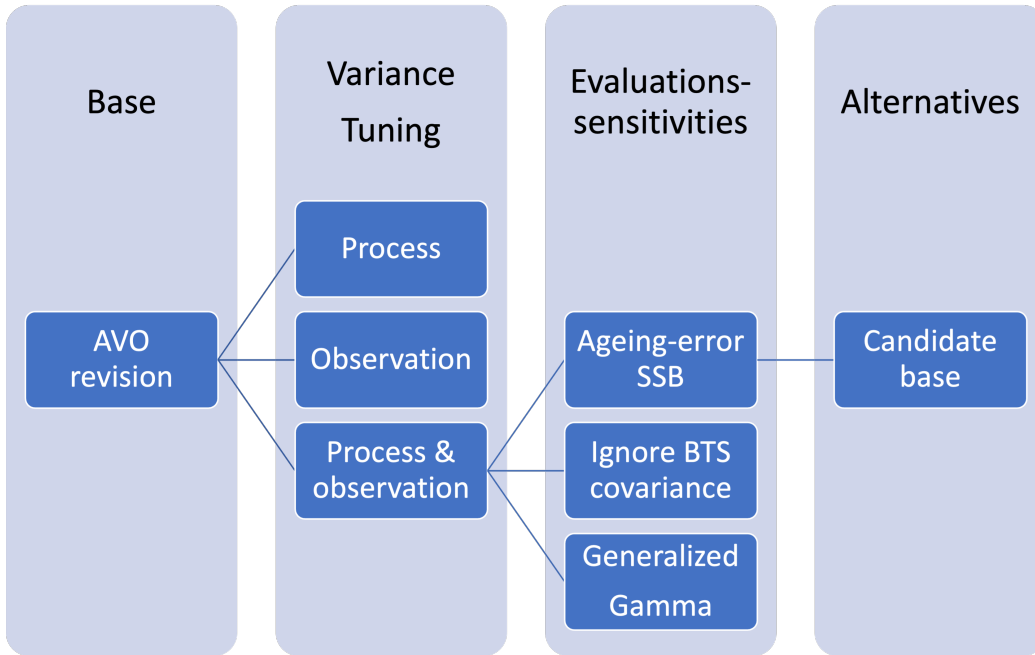 Base
AVO
revision
Variance
Tuning
Process
Observation
Process &
observation
Evaluations-
sensitivities
Ageing-error
SSB
Ignore BTS
covariance
Generalized
Gamma
Alternatives
Candidate
base